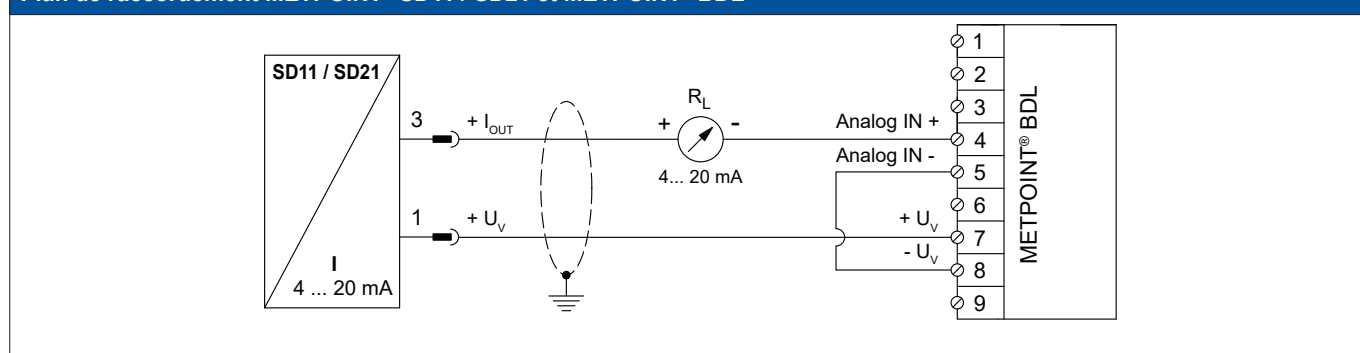 SD11 / SD21
3
+ I_OUT
1
+ U_V
I
4 ... 20 mA
R_L
+
-
4... 20 mA
Analog IN +
Analog IN -
+ U_V
- U_V
1
2
3
4
5
6
7
8
9
METPOINT® BDL